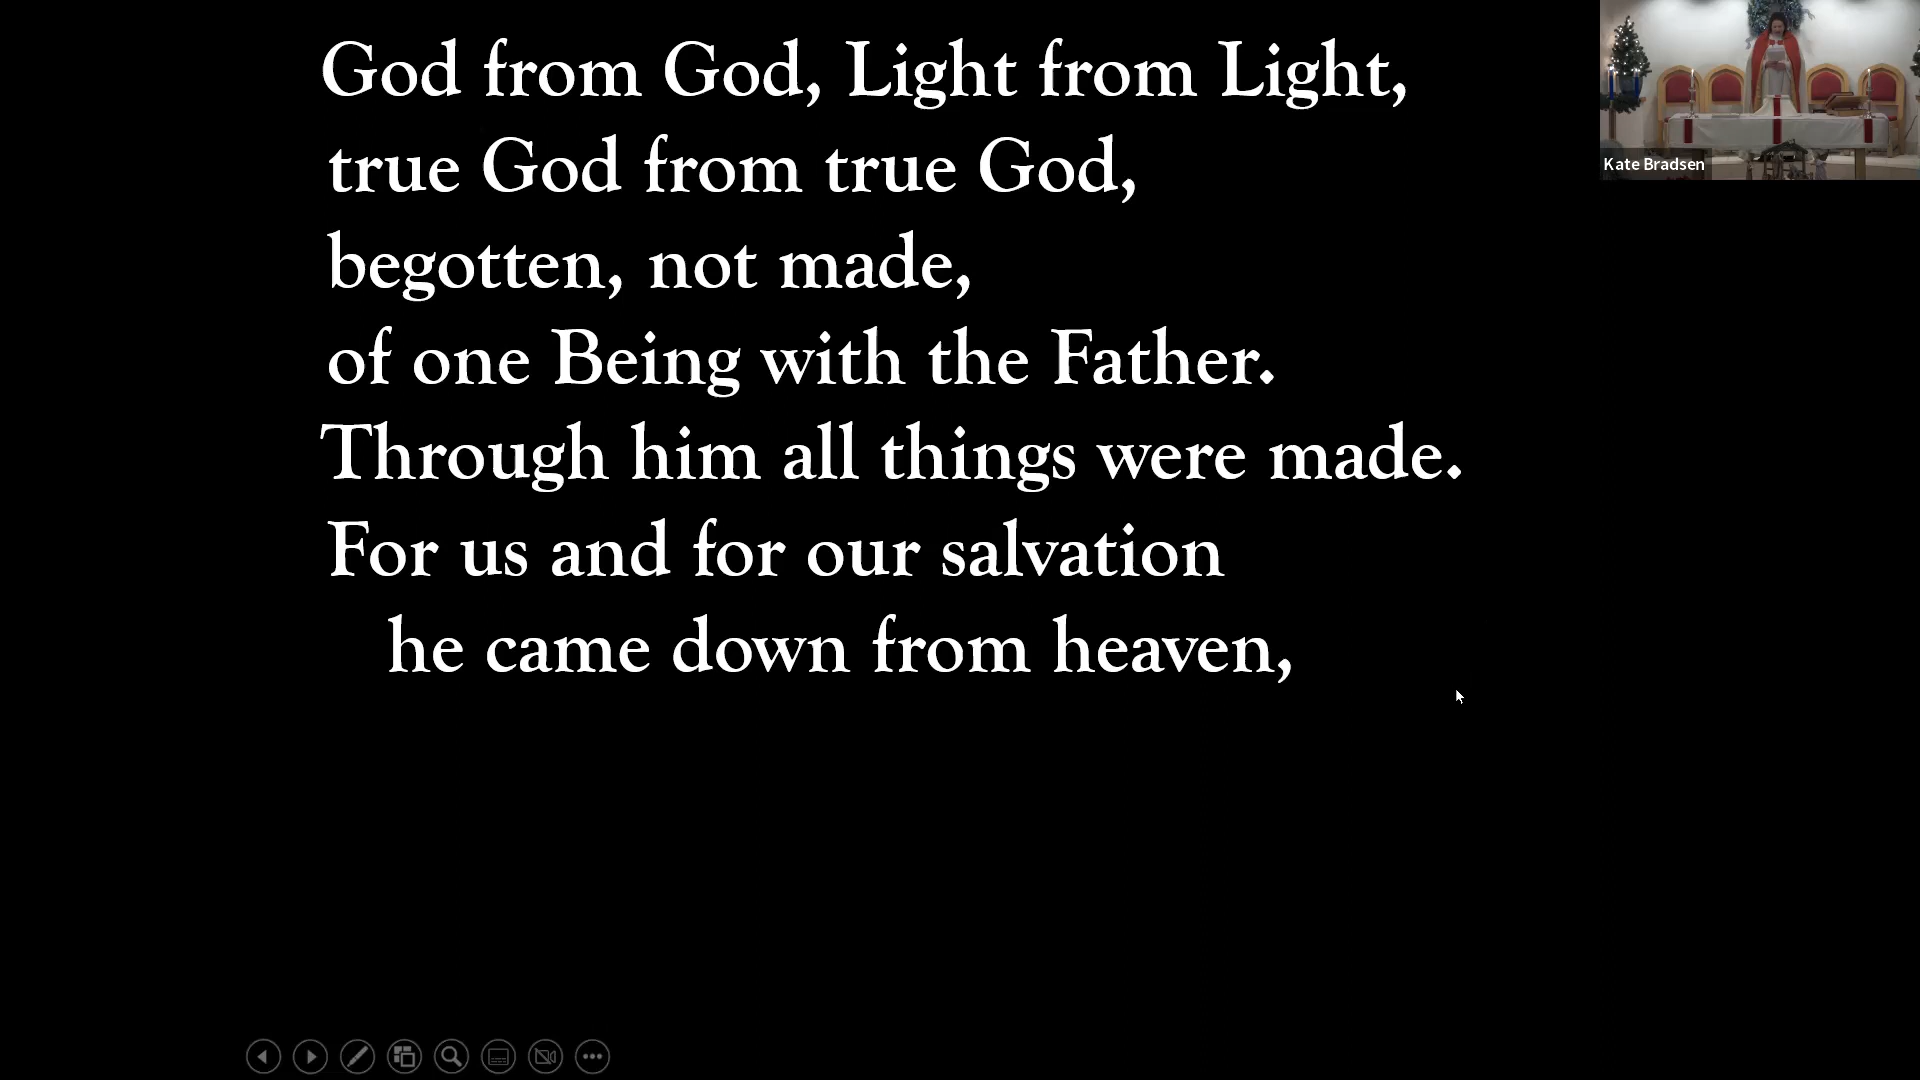 God from God, Light from Light,
true God from true God,
begotten, not made,
of one Being with the Father.
Through him all things were made.
For us and for our salvation
he came down from heaven,
Kate Bradsen